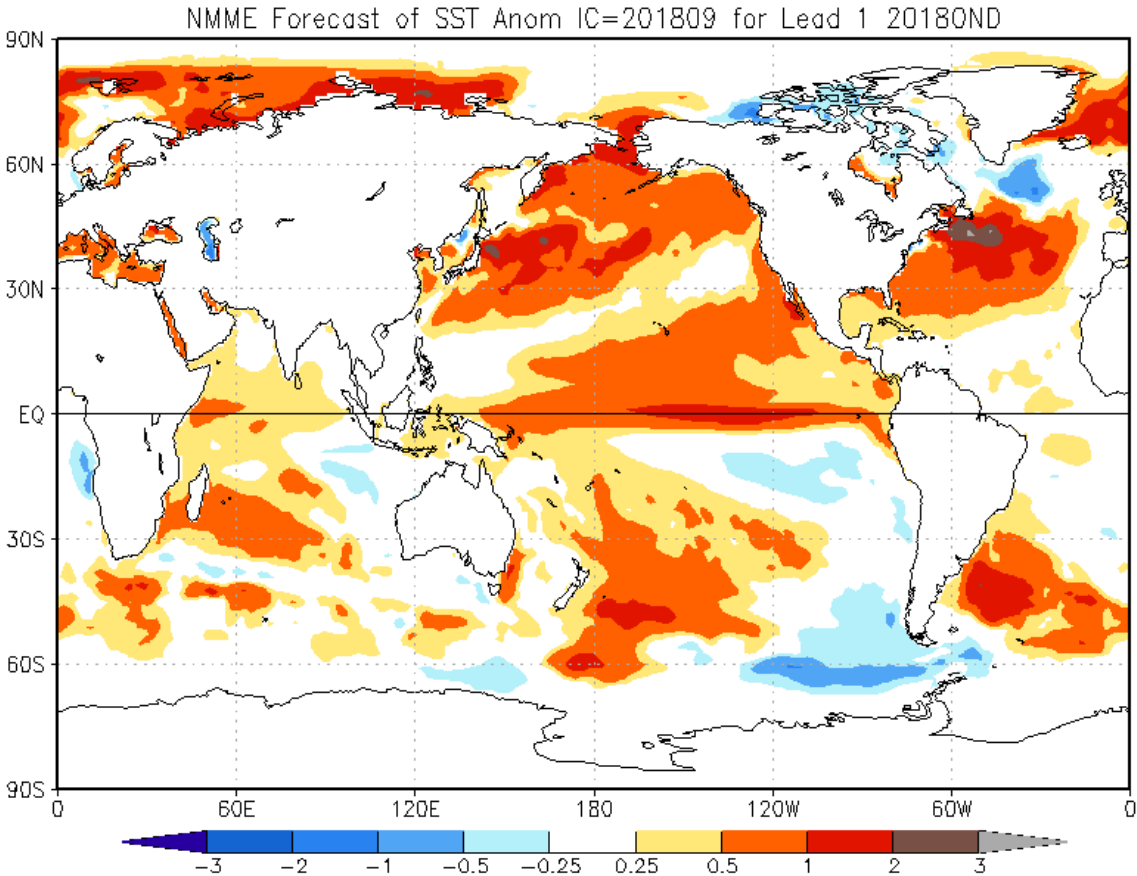 NMME Forecast of SST Anom IC=201809 for Lead 1 2018OND
90N
60N
30N
EQ
30S
60S
90S
0 60E 120E 180 120W 60W 0
-3 -2 -1 -0.5 -0.25 0.25 0.5 1 2 3